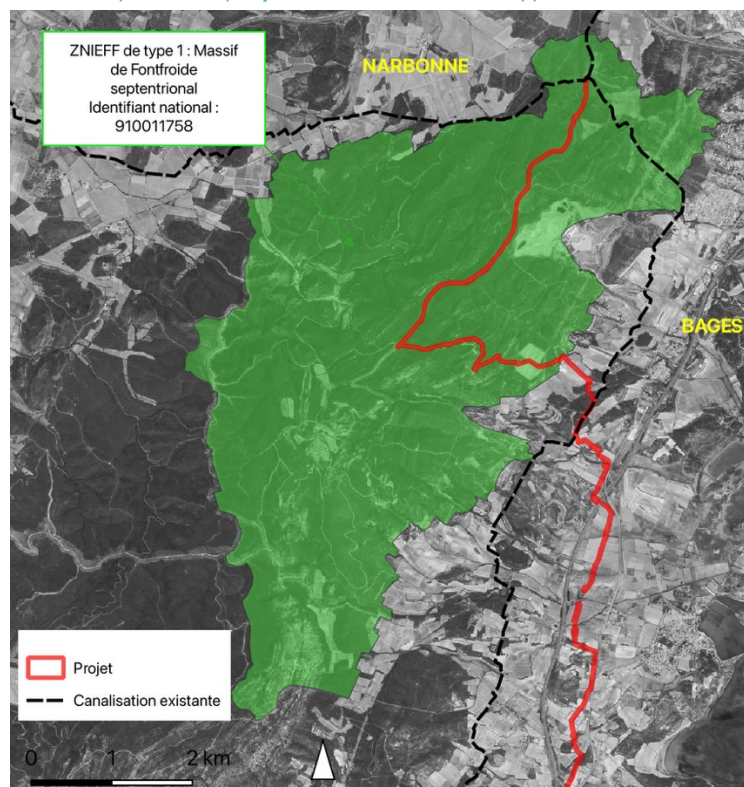 ZNIEFF de type 1 : Massif
de Fontfroide
septentrional
Identifiant national :
910011758
NARBONNE
BAGES
Projet
Canalisation existante
0 1 2 km